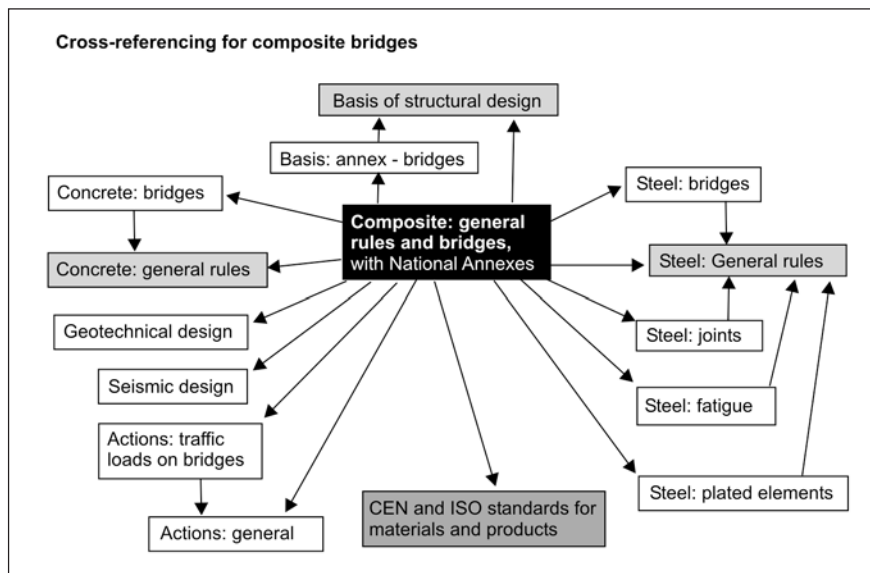 Cross-referencing for composite bridges
Basis of structural design
Basis: annex - bridges
Concrete: bridges
Steel: bridges
Composite: general
rules and bridges,
with National Annexes
Concrete: general rules
Steel: General rules
Geotechnical design
Steel: joints
Seismic design
Steel: fatigue
Actions: traffic
loads on bridges
Steel: plated elements
CEN and ISO standards for
materials and products
Actions: general